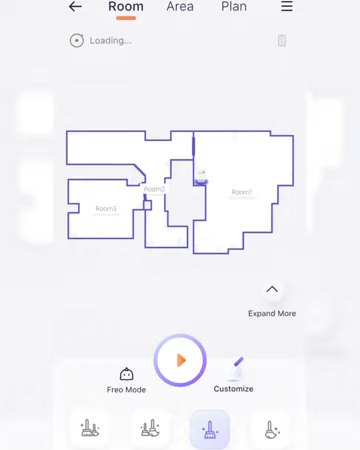 Room Area Plan
Loading...
Room2
Room1
Room3
Expand More
Freo Mode
Customize